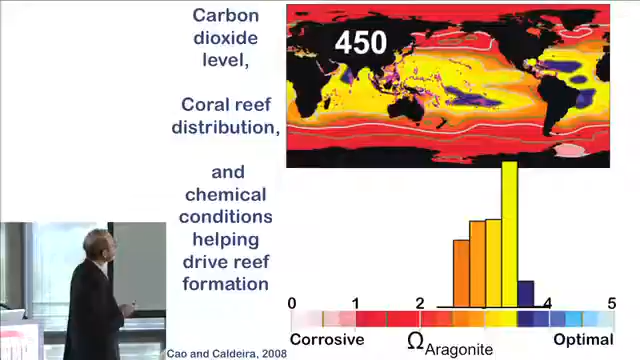 Carbon
dioxide
level,
Coral reef
distribution,
and
chemical
conditions
helping
drive reef
formation
450
0 1 2 3 4 5
Corrosive
Ω Aragonite
Optimal
Cao and Caldeira, 2008